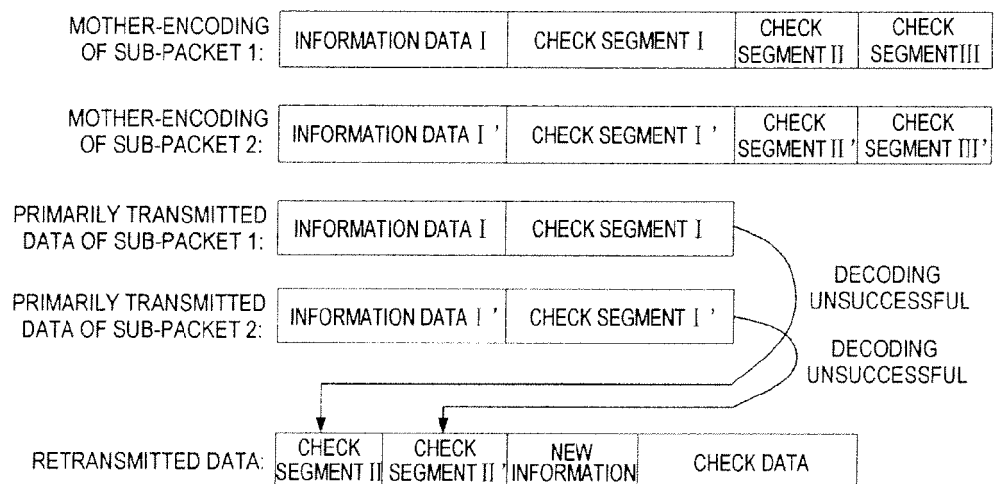 MOTHER-ENCODING
OF SUB-PACKET 1:
INFORMATION DATA I
CHECK SEGMENT I
CHECK
SEGMENT II
CHECK
SEGMENTIII
MOTHER-ENCODING
OF SUB-PACKET 2:
INFORMATION DATA I '
CHECK SEGMENT I '
CHECK
SEGMENT II '
CHECK
SEGMENT III'
PRIMARILY TRANSMITTED
DATA OF SUB-PACKET 1:
INFORMATION DATA I
CHECK SEGMENT I
DECODING
UNSUCCESSFUL
PRIMARILY TRANSMITTED
DATA OF SUB-PACKET 2:
INFORMATION DATA I '
CHECK SEGMENT I '
DECODING
UNSUCCESSFUL
RETRANSMITTED DATA:
CHECK
SEGMENT II
CHECK
SEGMENT II '
NEW
INFORMATION
CHECK DATA